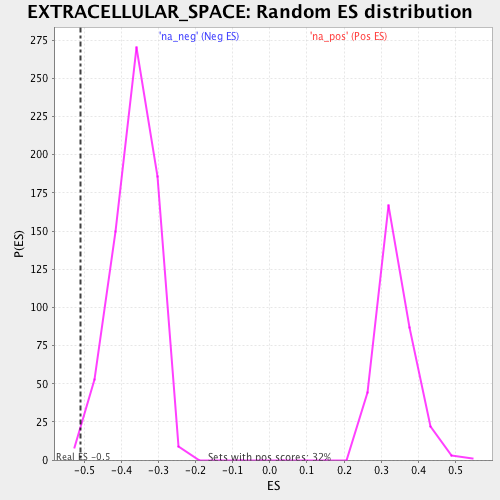 EXTRACELLULAR_SPACE: Random ES distribution
'na_neg' (Neg ES) 'na_pos' (Pos ES)
275
250
225
200
175
150
125
100
75
50
25
0
P(ES)
Real ES -0.5 Sets with pos scores: 32%
-0.5 -0.4 -0.3 -0.2 -0.1 0.0 0.1 0.2 0.3 0.4 0.5
ES